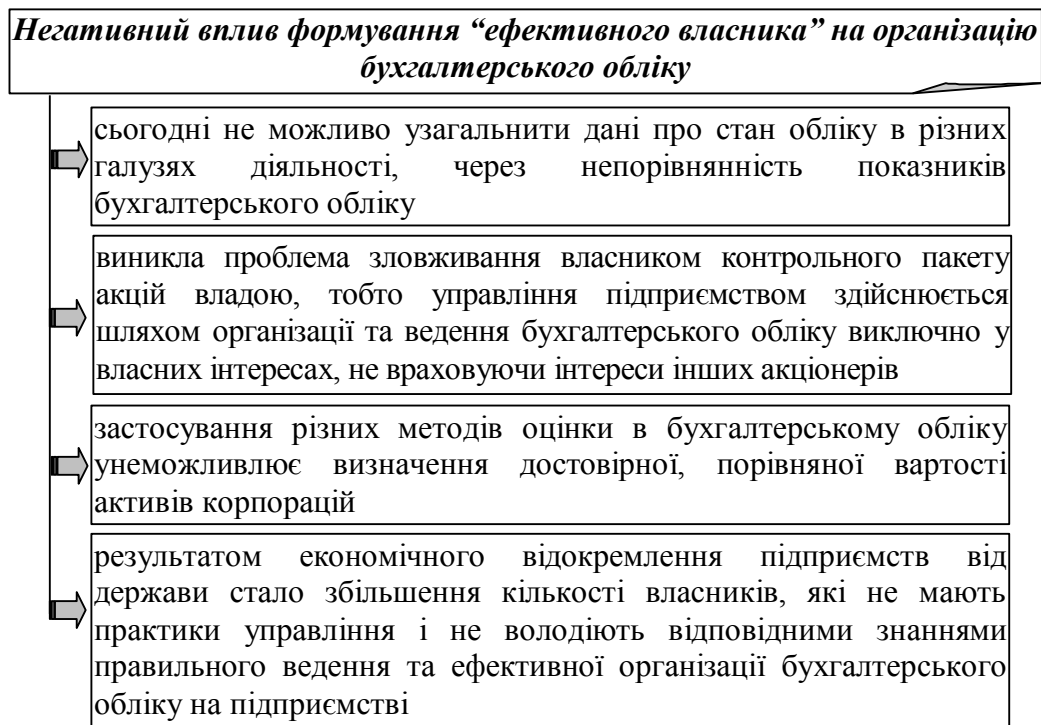 Негативний вплив формування “ефективного власника” на організацію
бухгалтерського обліку
сьогодні не можливо узагальнити дані про стан обліку в різних
галузях діяльності, через непорівнянність показників
бухгалтерського обліку
виникла проблема зловживання власником контрольного пакету
акцій владою, тобто управління підприємством здійснюється
шляхом організації та ведення бухгалтерського обліку виключно у
власних інтересах, не враховуючи інтереси інших акціонерів
застосування різних методів оцінки в бухгалтерському обліку
унеможливлює визначення достовірної, порівняної вартості
активів корпорацій
результатом економічного відокремлення підприємств від
держави стало збільшення кількості власників, які не мають
практики управління і не володіють відповідними знаннями
правильного ведення та ефективної організації бухгалтерського
обліку на підприємстві